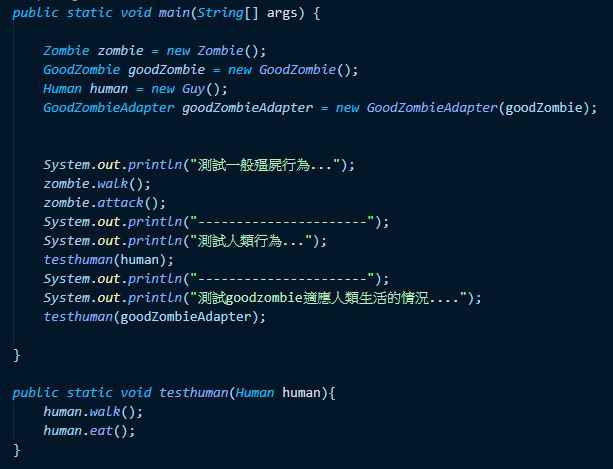 public static void main(String[] args) {
Zombie zombie = new Zombie();
GoodZombie goodZombie = new GoodZombie();
Human human = new Guy();
GoodZombieAdapter goodZombieAdapter = new GoodZombieAdapter(goodZombie);
System.out.println("測試一般殭屍行為...");
zombie.walk();
zombie.attack();
System.out.println("----------------------");
System.out.println("測試人類行為...");
testhuman(human);
System.out.println("----------------------");
System.out.println("測試goodzombie適應人類生活的情況....");
testhuman(goodZombieAdapter);
}
public static void testhuman(Human human){
human.walk();
human.eat();
}